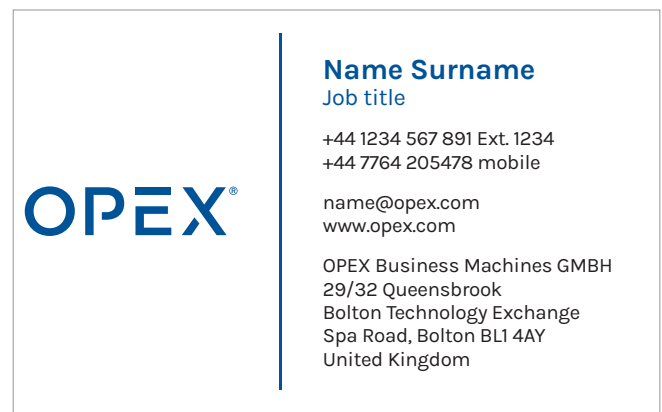 OPEX®
Name Surname
Job title
+44 1234 567 891 Ext. 1234
+44 7764 205478 mobile
name@opex.com
www.opex.com
OPEX Business Machines GMBH
29/32 Queensbrook
Bolton Technology Exchange
Spa Road, Bolton BL1 4AY
United Kingdom